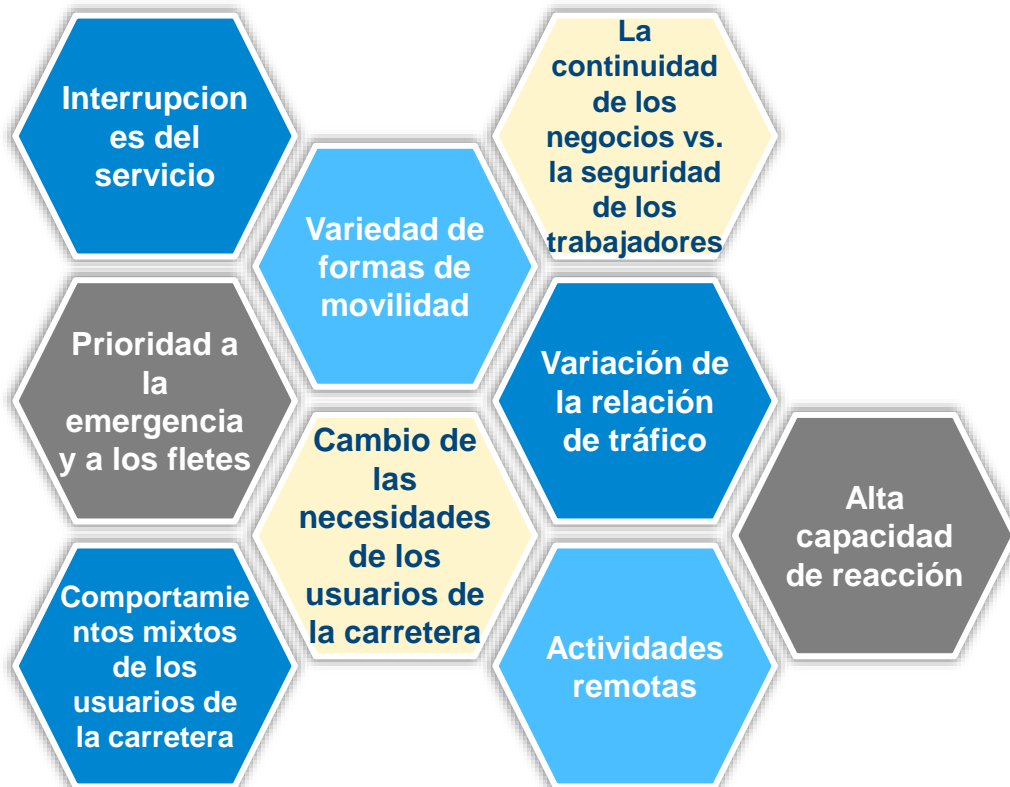 Interrupcion
es del
servicio
La
continuidad
de los
negocios vs.
la seguridad
de los
trabajadores
Variedad de
formas de
movilidad
Prioridad a
la
emergencia
y a los fletes
Variación de
la relación
de tráfico
Cambio de
las
necesidades
de los
usuarios de
la carretera
Alta
capacidad
de reacción
Comportamie
ntos mixtos
de los
usuarios de
la carretera
Actividades
remotas